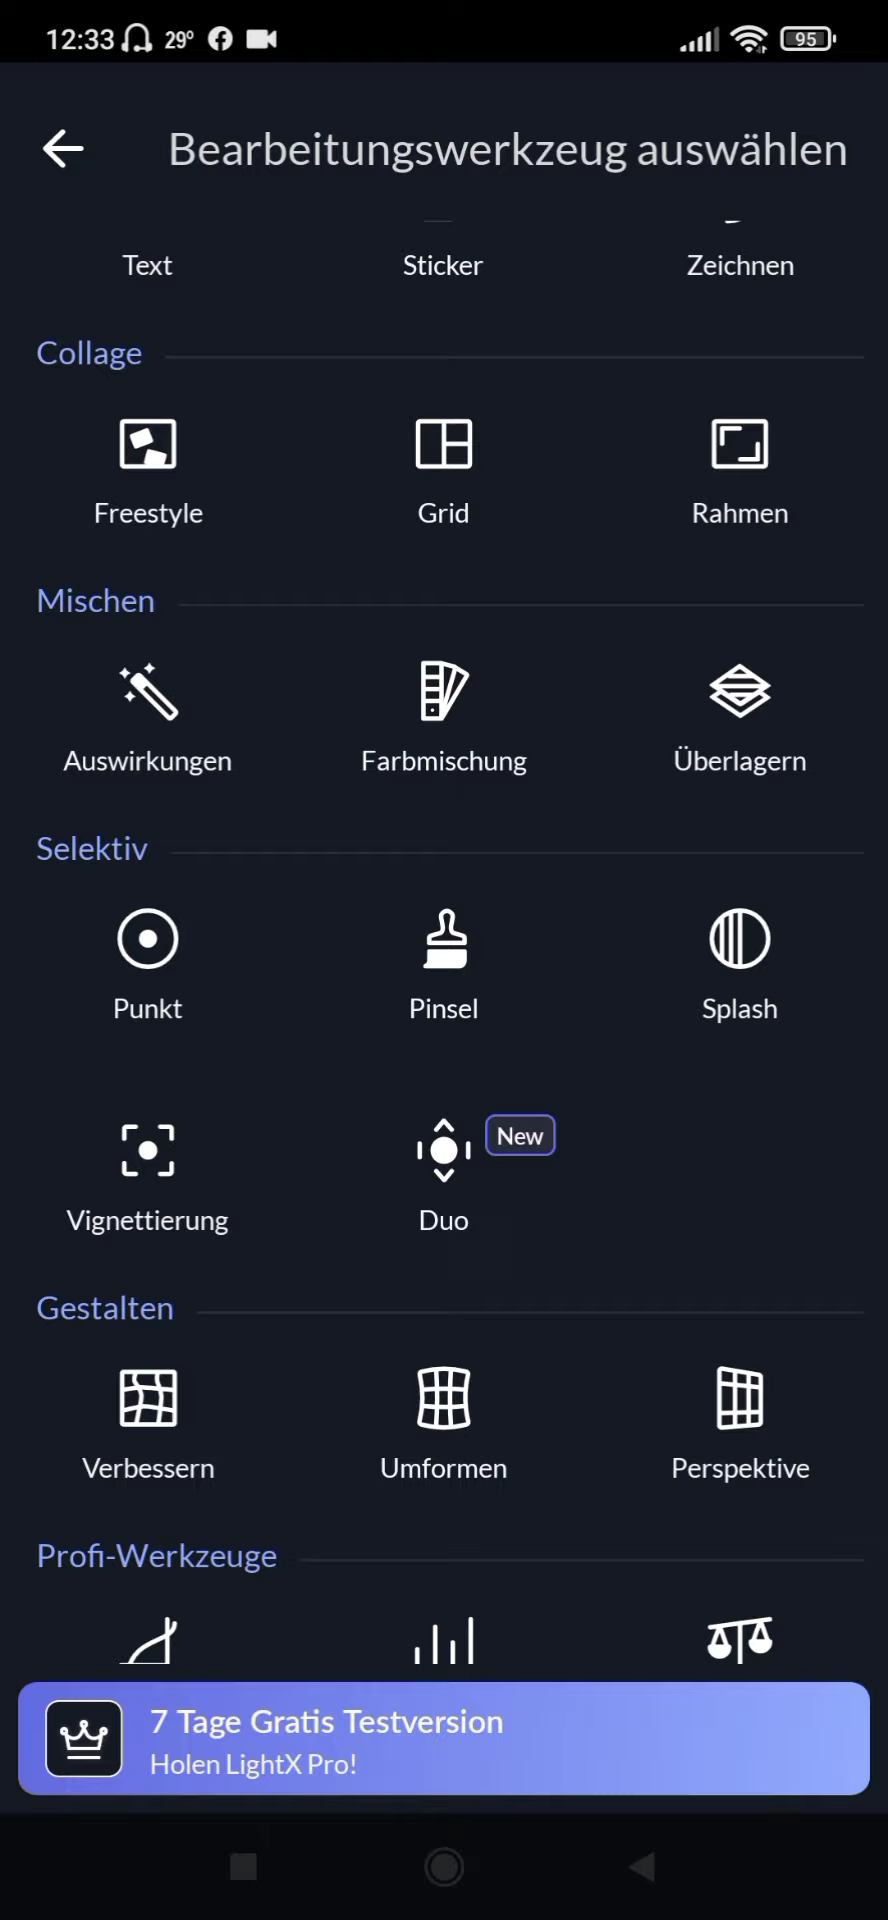 12:33 29° 95
Bearbeitungswerkzeug auswählen
Text Sticker Zeichnen
Collage
Freestyle Grid Rahmen
Mischen
Auswirkungen Farbmischung Überlagern
Selektiv
Punkt Pinsel Splash
New
Vignettierung Duo
Gestalten
Verbessern Umformen Perspektive
Profi-Werkzeuge
7 Tage Gratis Testversion
Holen LightX Pro!